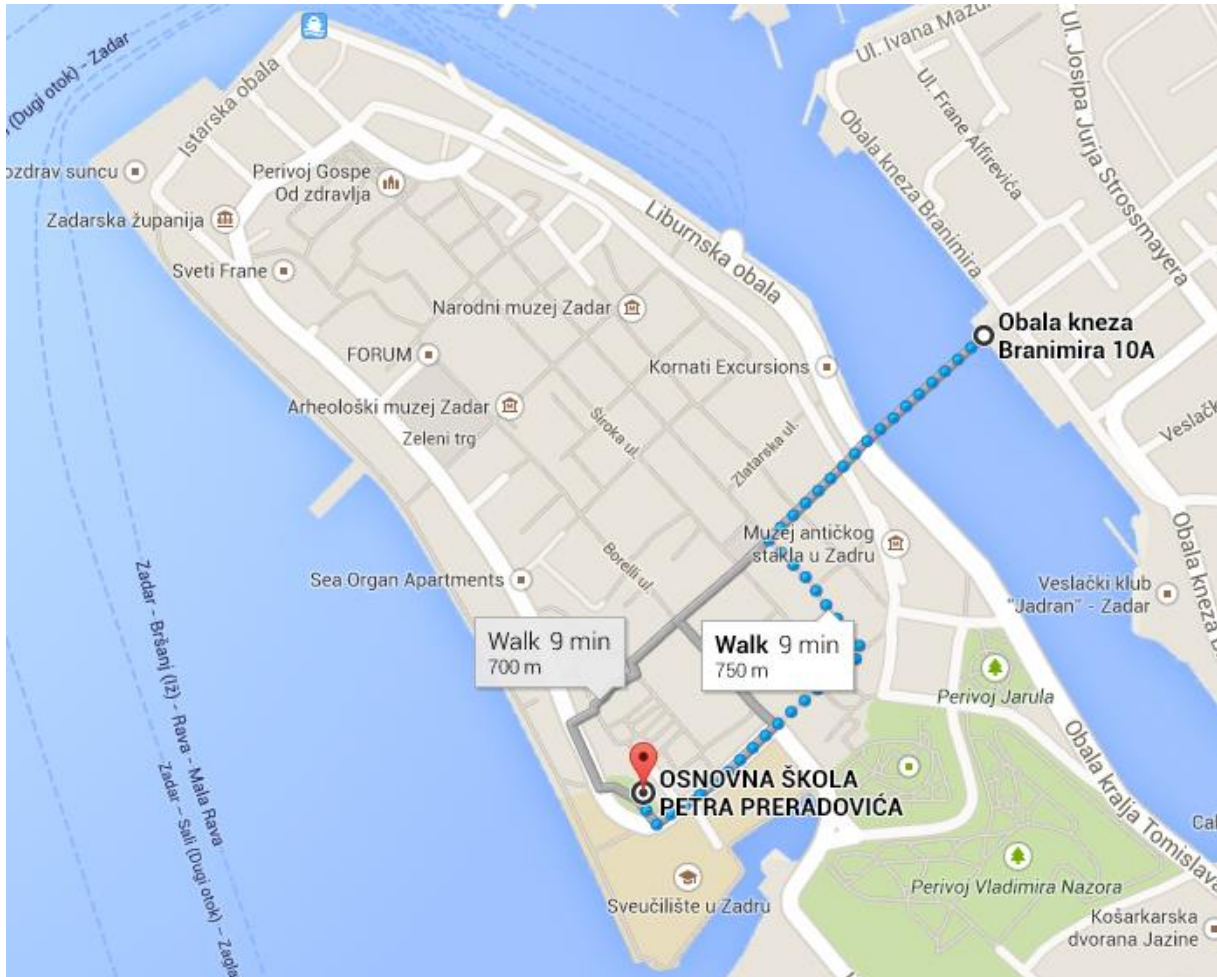 (Dugi otok) – Zadar
Istarska obala
ozdrav suncu
Perivoj Gospe
Od zdravlja
Zadarska županija
Sveti Frane
Liburnska obala
Narodni muzej Zadar
FORUM
Kornati Excursions
Arheološki muzej Zadar
Zeleni trg
Široka ul.
Zlatarska ul.
Ul. Ivana Mažu
Ul. Josipa Jurja Strossmayera
Ul. Frane Alfirevića
Obala kneza Branimira
Obala kneza
Branimira 10A
Veslačk
Muzej antičkog
stakla u Zadru
Borelli ul.
Sea Organ Apartments
Obala kneza B
Veslački klub
"Jadran" - Zadar
Walk 9 min
700 m
Walk 9 min
750 m
Perivoj Jarula
Zadar - Bršanj (Iž) - Rava - Mala Rava
Zadar – Sali (Dugi otok) – Zagla
OSNOVNA ŠKOLA
PETRA PRERADOVIĆA
Obala kralja Tomislava
Cal
Perivoj Vladimira Nazora
Sveučilište u Zadru
Košarkarska
dvorana Jazine